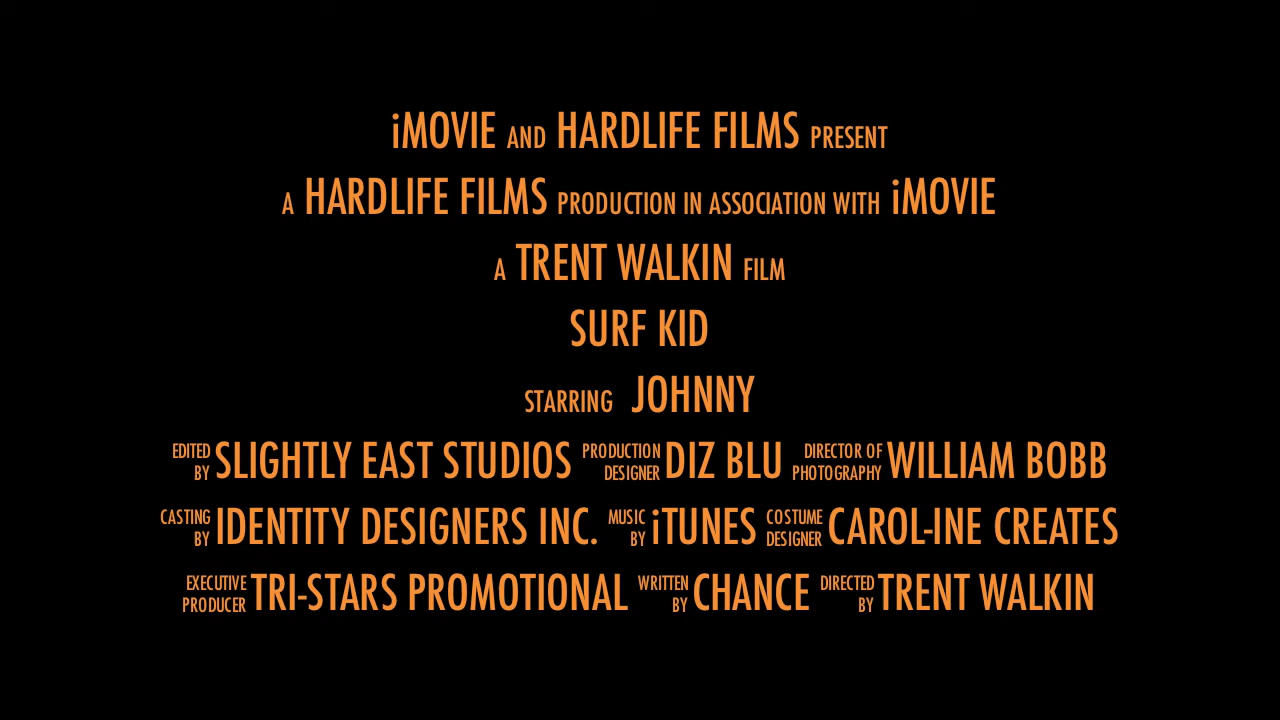 iMOVIE AND HARDLIFE FILMS PRESENT
A HARDLIFE FILMS PRODUCTION IN ASSOCIATION WITH iMOVIE
A TRENT WALKIN FILM
SURF KID
STARRING JOHNNY
EDITED BY SLIGHTLY EAST STUDIOS PRODUCTION DESIGNER DIZ BLU DIRECTOR OF PHOTOGRAPHY WILLIAM BOBB
CASTING BY IDENTITY DESIGNERS INC. MUSIC BY iTUNES COSTUME DESIGNER CAROL-INE CREATES
EXECUTIVE PRODUCER TRI-STARS PROMOTIONAL WRITTEN BY CHANCE DIRECTED BY TRENT WALKIN